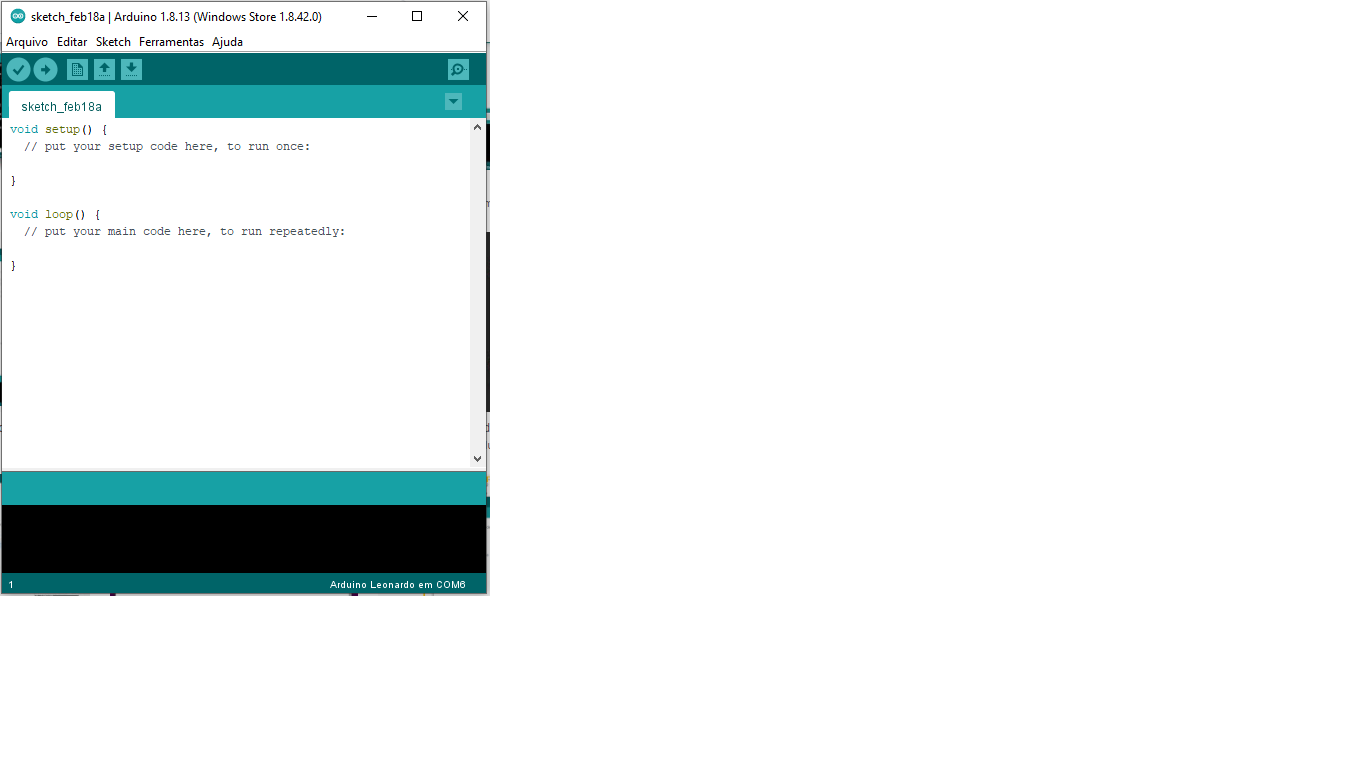 sketch_feb18a | Arduino 1.8.13 (Windows Store 1.8.42.0)
Arquivo Editar Sketch Ferramentas Ajuda
sketch_feb18a
void setup() {
  // put your setup code here, to run once:
}
void loop() {
  // put your main code here, to run repeatedly:
}
1 Arduino Leonardo em COM6